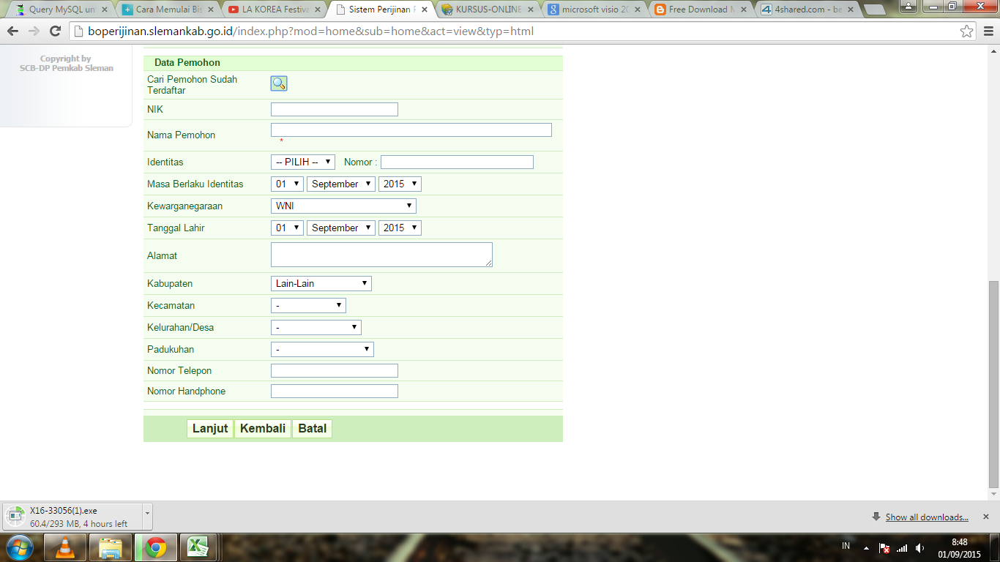 Query MySQL un
Cara Memulai Bis
LA KOREA Festiva
Sistem Perijinan P
KURSUS-ONLINE
microsoft visio 20
Free Download M
4shared.com - be
boperijinan.slemankab.go.id/index.php?mod=home&sub=home&act=view&typ=html
Copyright by
SCB-DP Pemkab Sleman
Data Pemohon
Cari Pemohon Sudah
Terdaftar
NIK
Nama Pemohon
*
Identitas -- PILIH -- Nomor :
Masa Berlaku Identitas 01 September 2015
Kewarganegaraan WNI
Tanggal Lahir 01 September 2015
Alamat
Kabupaten Lain-Lain
Kecamatan -
Kelurahan/Desa -
Padukuhan -
Nomor Telepon
Nomor Handphone
Lanjut Kembali Batal
X16-33056(1).exe
60.4/293 MB, 4 hours left
Show all downloads...
IN
8:48
01/09/2015